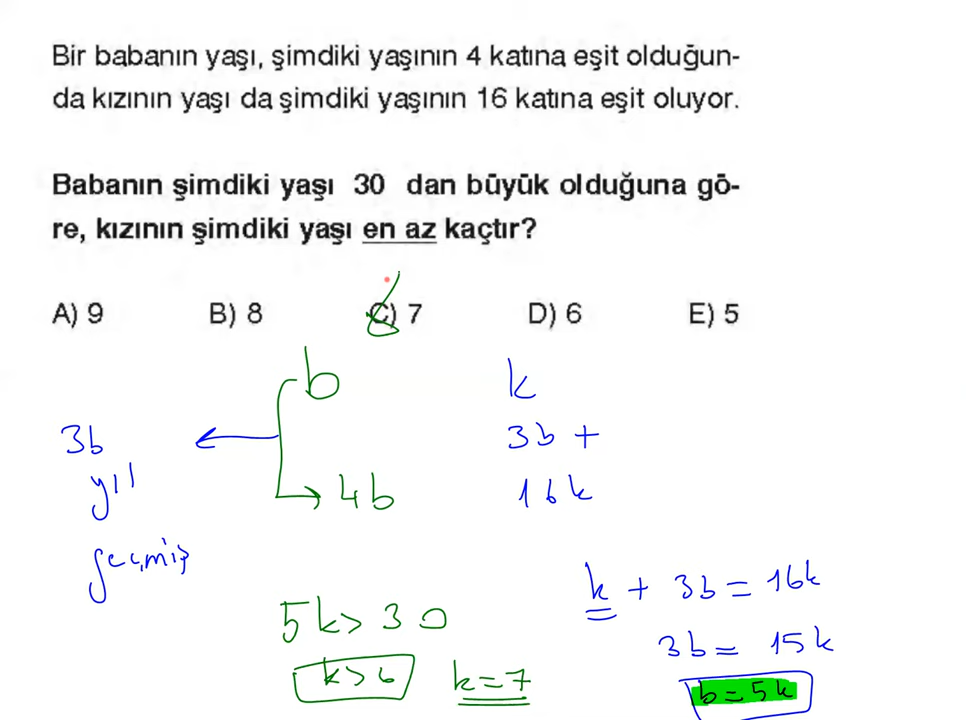 Bir babanın yaşı, şimdiki yaşının 4 katına eşit olduğun-
da kızının yaşı da şimdiki yaşının 16 katına eşit oluyor.
Babanın şimdiki yaşı 30 dan büyük olduğuna gö-
re, kızının şimdiki yaşı en az kaçtır?
A) 9 B) 8 C) 7 D) 6 E) 5
b k
3b 3b +
yıl 4b 16k
geçmiş
k + 3b = 16k
5k > 30
3b = 15k
k > 6 k = 7
b = 5k